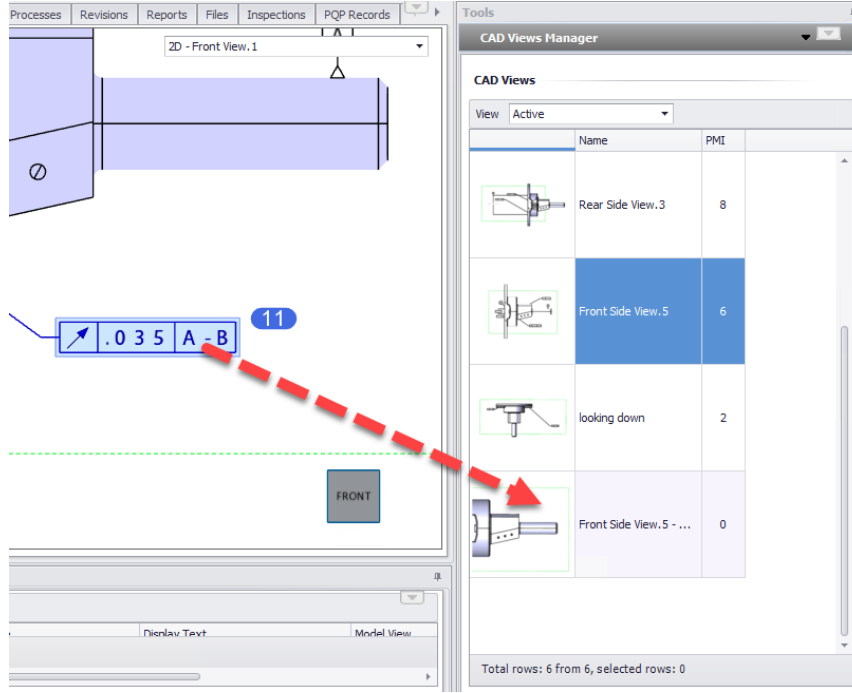 Processes Revisions Reports Files Inspections PQP Records
2D - Front View.1
11
.035 A - B
FRONT
Display Text Model View
Tools
CAD Views Manager
CAD Views
View Active
Name PMI
Rear Side View.3 8
Front Side View.5 6
looking down 2
Front Side View.5 - ... 0
Total rows: 6 from 6, selected rows: 0